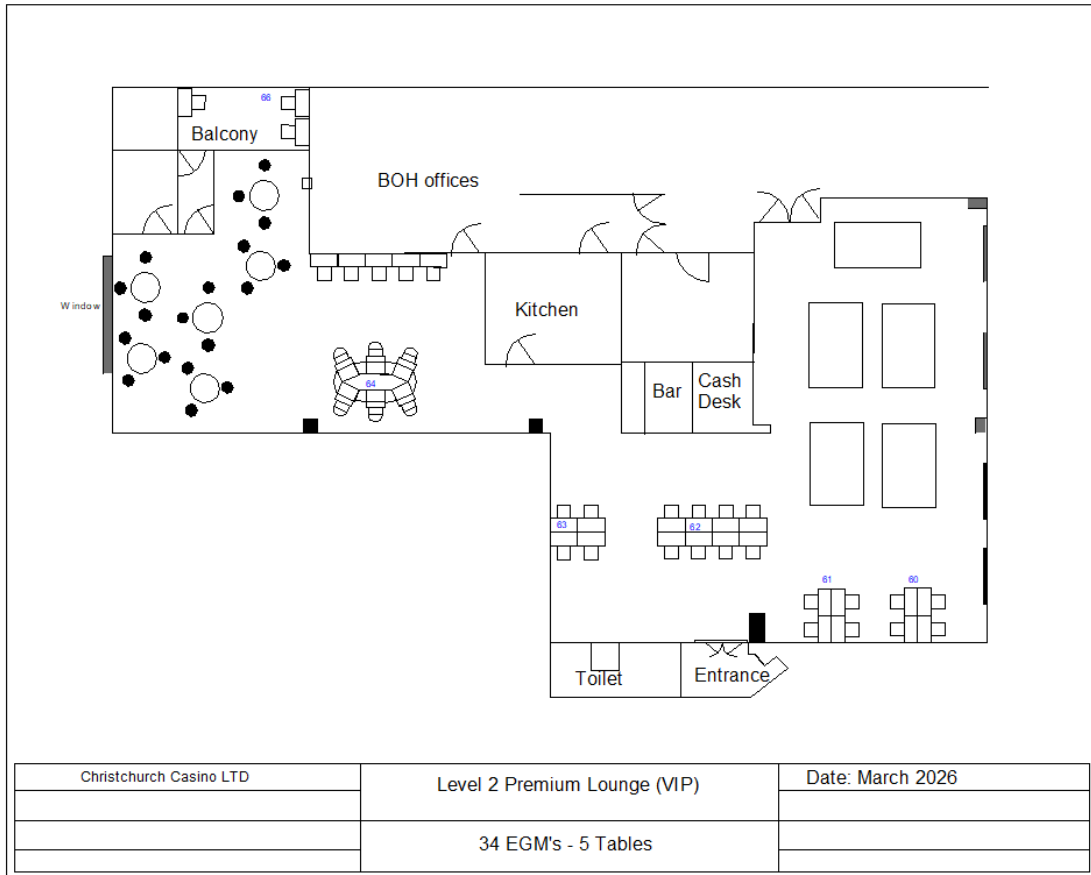 66
Balcony
BOH offices
Window
Kitchen
Bar
Cash
Desk
64
63
62
61
60
Toilet
Entrance
Christchurch Casino LTD
Level 2 Premium Lounge (VIP)
Date: March 2026
34 EGM's - 5 Tables